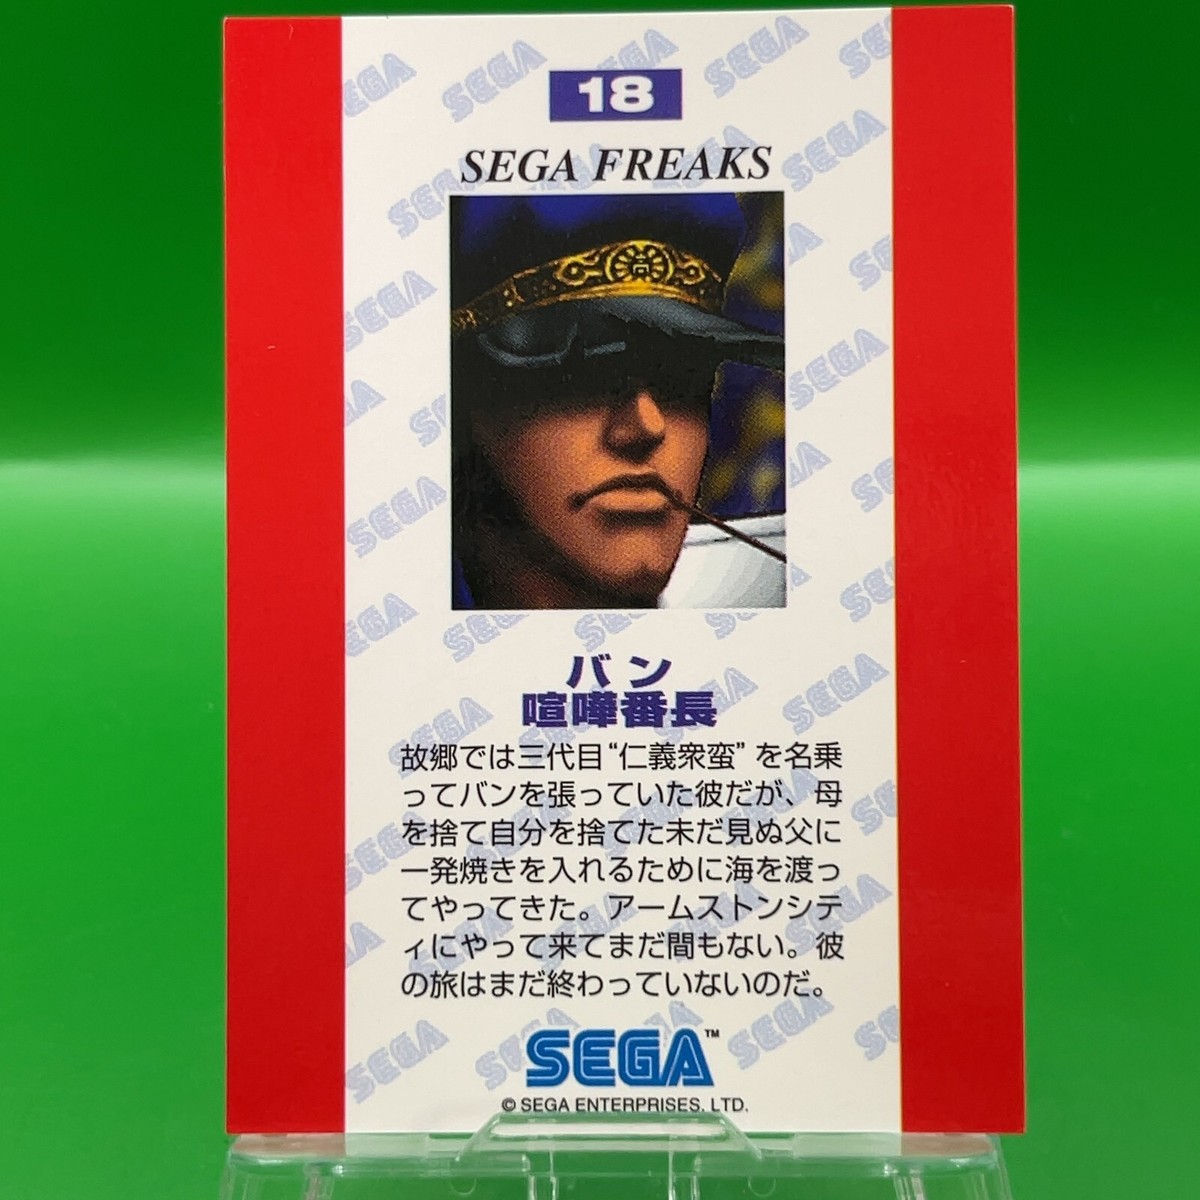 18
SEGA FREAKS
バン
喧嘩番長
故郷では三代目“仁義衆蛮”を名乗
ってバンを張っていた彼だが、母
を捨て自分を捨てた未だ見ぬ父に
一発焼きを入れるために海を渡っ
てやってきた。アームストンシテ
ィにやって来てまだ間もない。彼
の旅はまだ終わっていないのだ。
SEGA™
© SEGA ENTERPRISES, LTD.